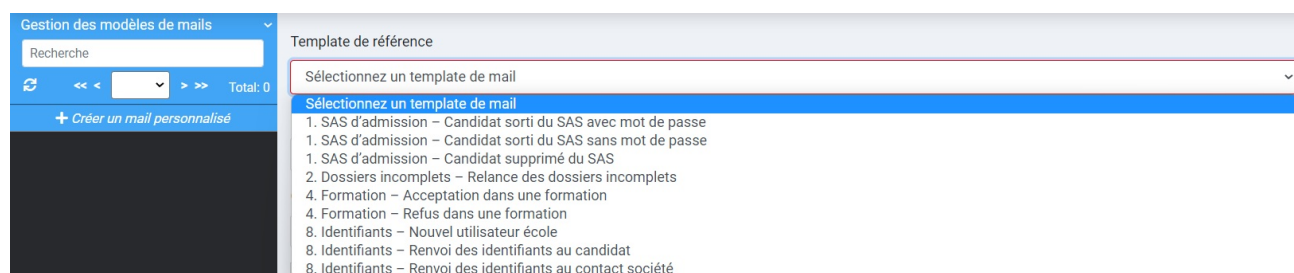 Gestion des modèles de mails
Recherche
<< < > >> Total: 0
+ Créer un mail personnalisé
Template de référence
Sélectionnez un template de mail
Sélectionnez un template de mail
1. SAS d’admission – Candidat sorti du SAS avec mot de passe
1. SAS d’admission – Candidat sorti du SAS sans mot de passe
1. SAS d’admission – Candidat supprimé du SAS
2. Dossiers incomplets – Relance des dossiers incomplets
4. Formation – Acceptation dans une formation
4. Formation – Refus dans une formation
8. Identifiants – Nouvel utilisateur école
8. Identifiants – Renvoi des identifiants au candidat
8. Identifiants – Renvoi des identifiants au contact société